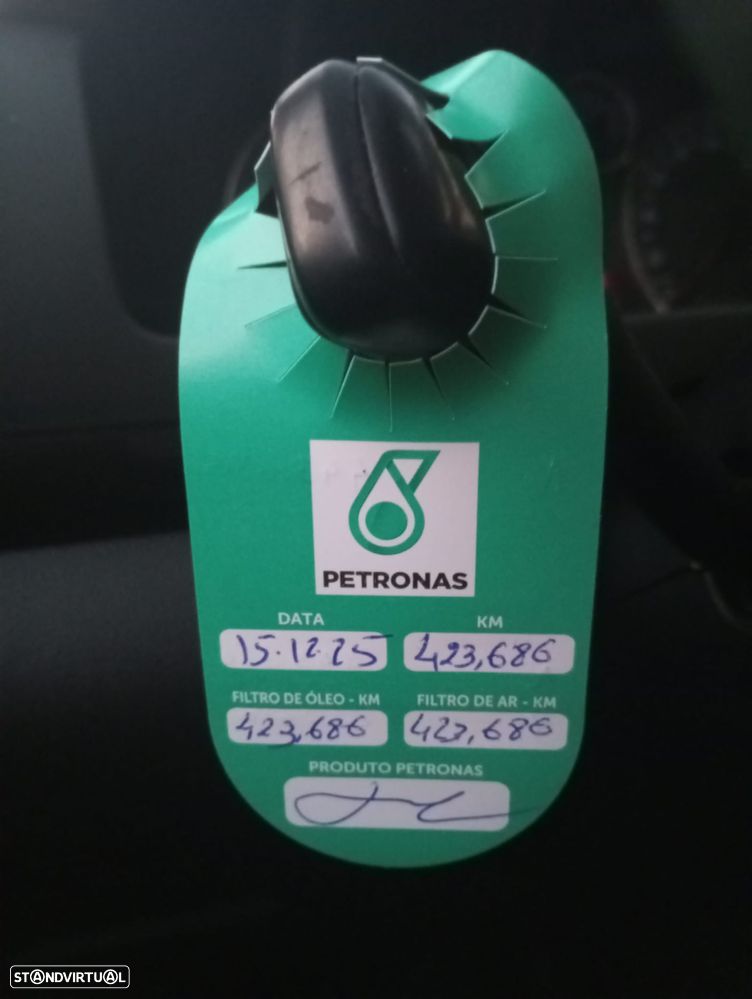 PETRONAS
DATA KM
15.12.25 423,686
FILTRO DE ÓLEO - KM FILTRO DE AR - KM
423,686 423,686
PRODUTO PETRONAS
STANDVIRTUAL